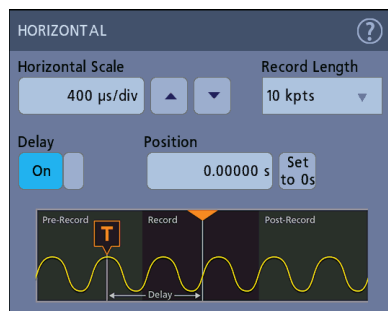 HORIZONTAL ?
Horizontal Scale Record Length
400 µs/div 10 kpts
Delay Position
On 0.00000 s Set to 0s
Pre-Record Record Post-Record
T
Delay